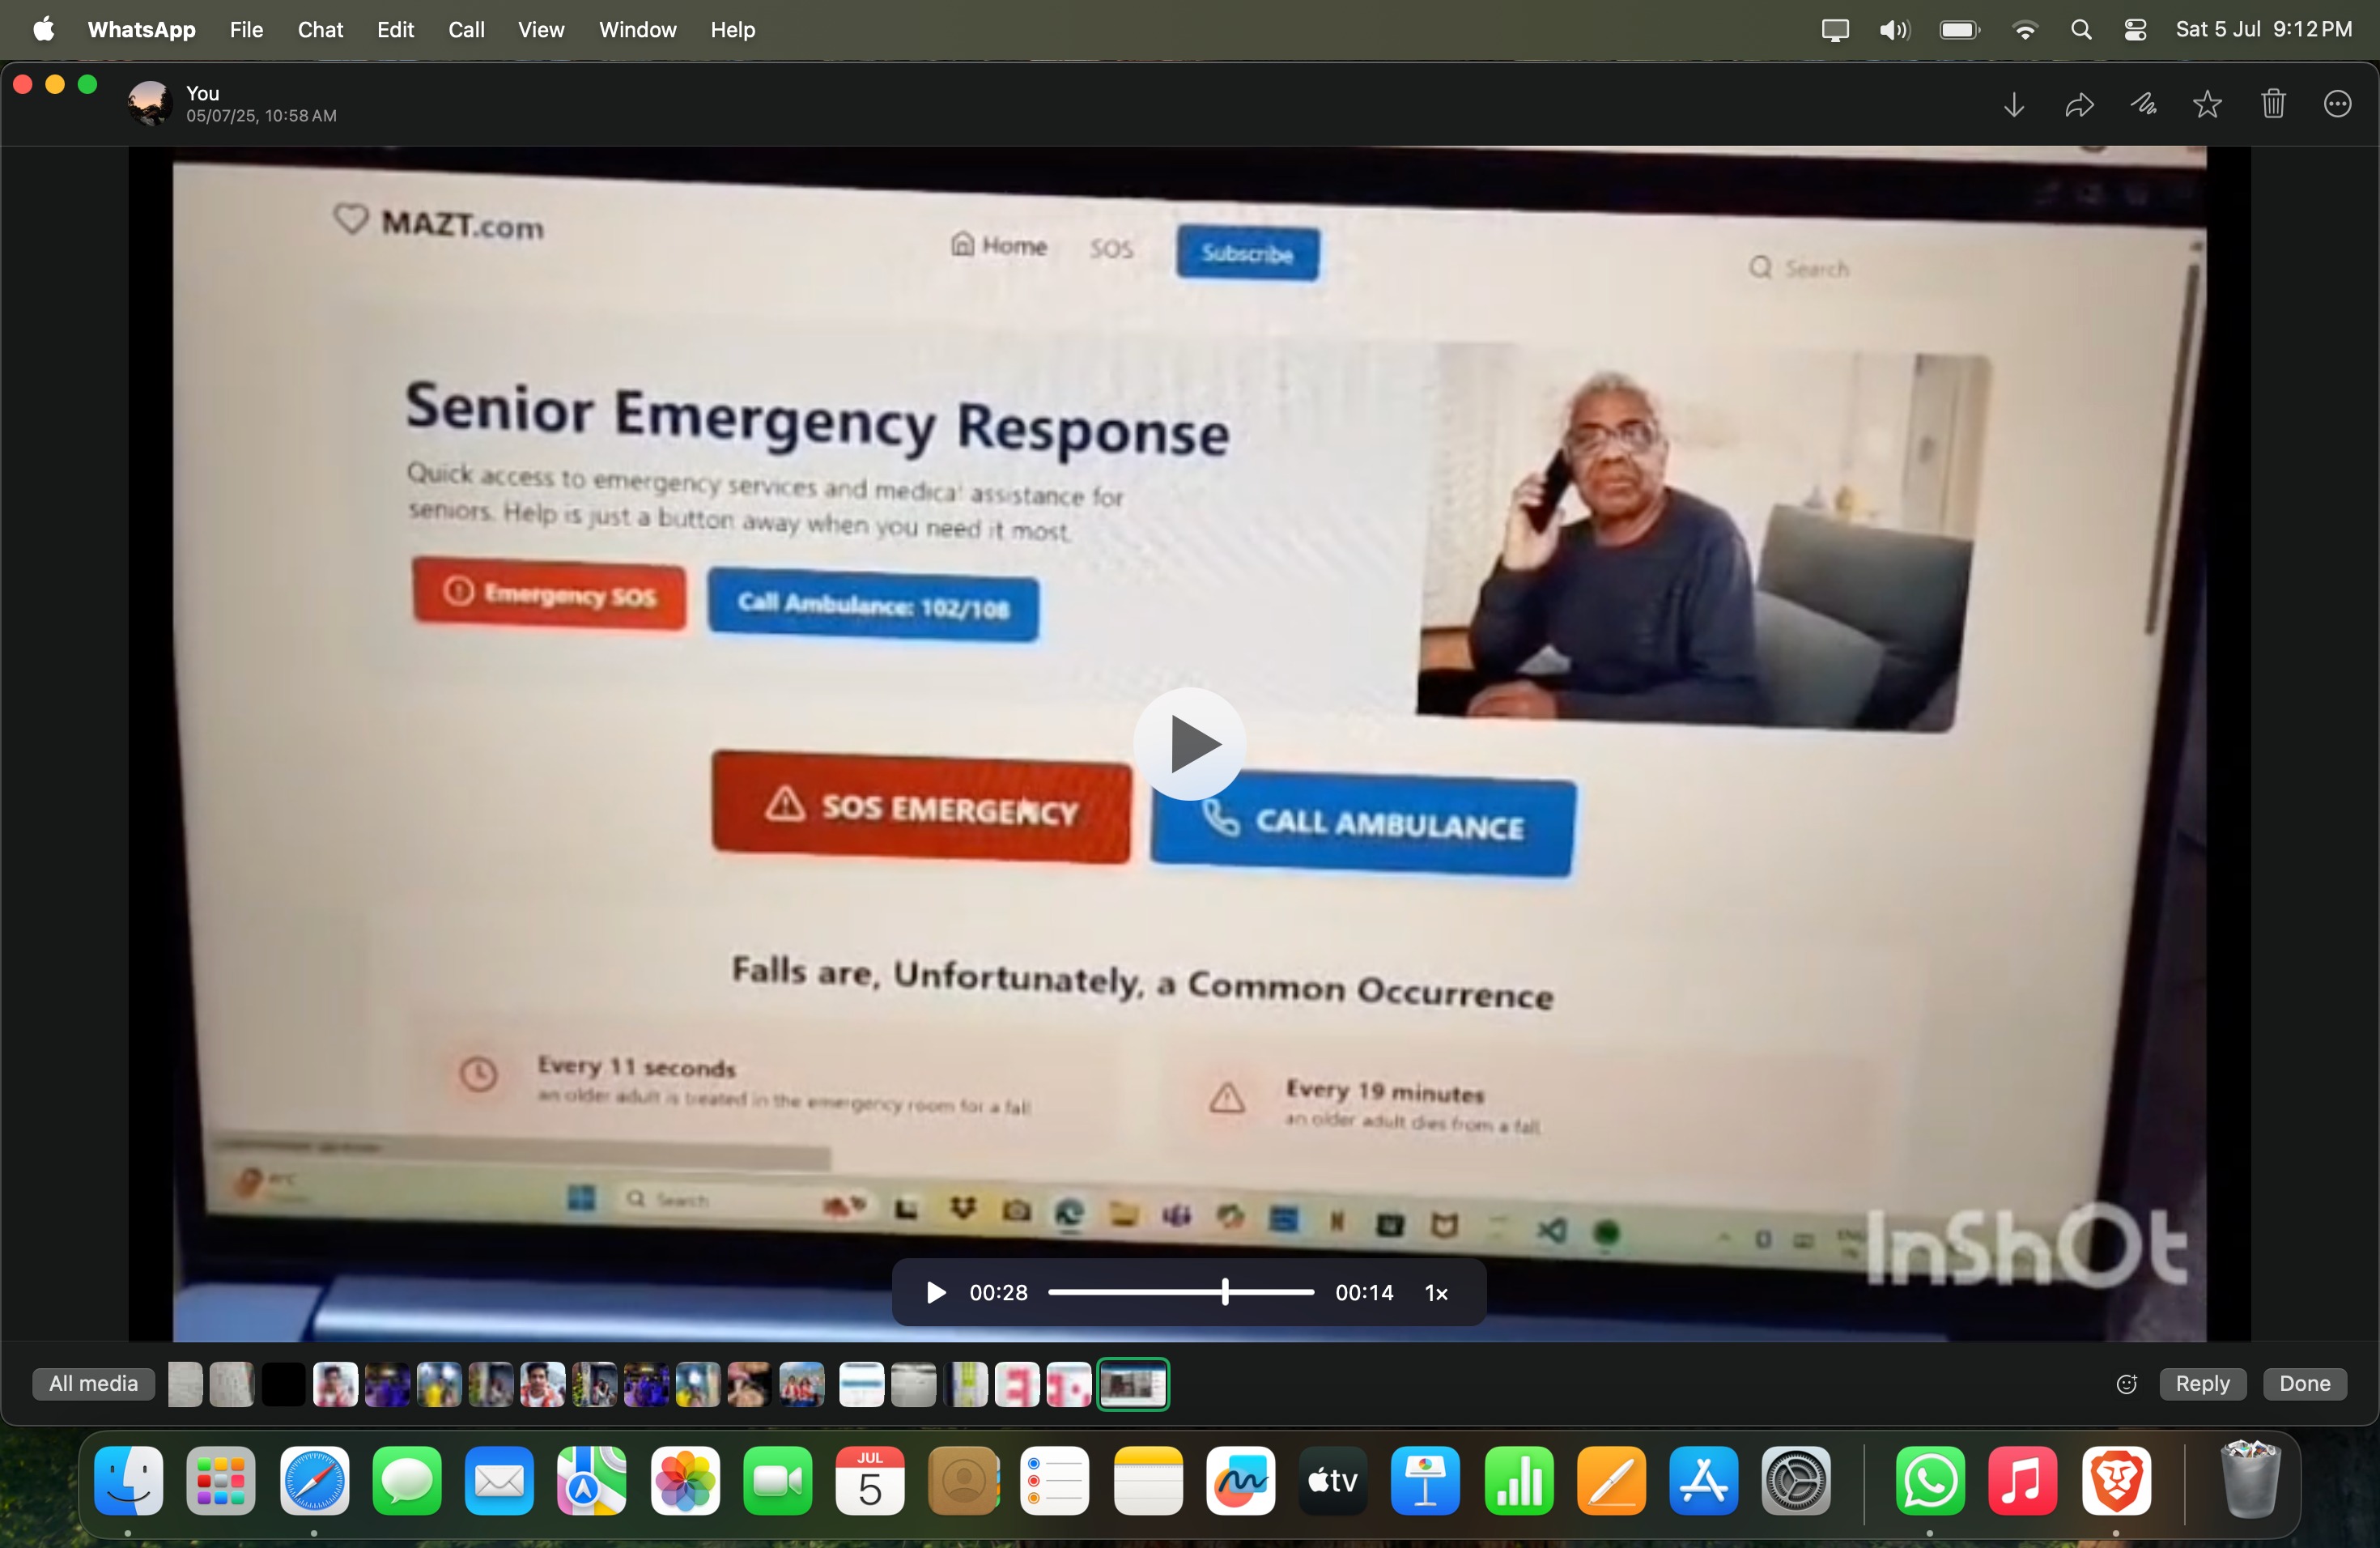 WhatsApp File Chat Edit Call View Window Help Sat 5 Jul 9:12 PM
You
05/07/25, 10:58 AM
MAZT.com
Home SOS Subscribe Search
Senior Emergency Response
Quick access to emergency services and medical assistance for
seniors. Help is just a button away when you need it most.
Emergency SOS Call Ambulance: 102/108
SOS EMERGENCY CALL AMBULANCE
Falls are, Unfortunately, a Common Occurrence
Every 11 seconds
an older adult is treated in the emergency room for a fall
Every 19 minutes
an older adult dies from a fall
Search
InShOt
00:28 00:14 1×
All media Reply Done
JUL
5
tv